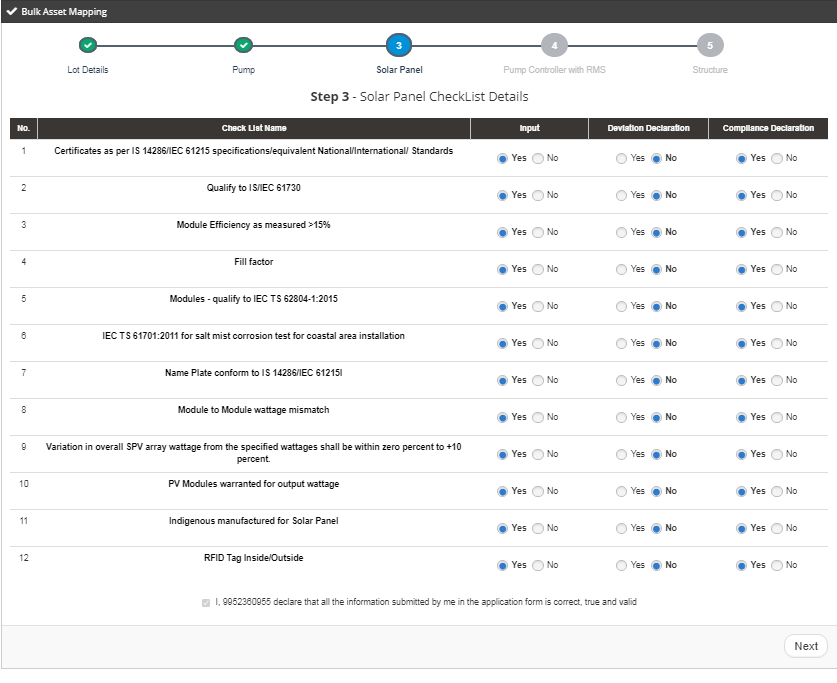 Bulk Asset Mapping
3 4 5
Lot Details Pump Solar Panel Pump Controller with RMS Structure
Step 3 - Solar Panel CheckList Details
No. Check List Name Input Deviation Declaration Compliance Declaration
1 Certificates as per IS 14286/IEC 61215 specifications/equivalent National/International/ Standards Yes No Yes No Yes No
2 Qualify to IS/IEC 61730 Yes No Yes No Yes No
3 Module Efficiency as measured >15% Yes No Yes No Yes No
4 Fill factor Yes No Yes No Yes No
5 Modules - qualify to IEC TS 62804-1:2015 Yes No Yes No Yes No
6 IEC TS 61701:2011 for salt mist corrosion test for coastal area installation Yes No Yes No Yes No
7 Name Plate conform to IS 14286/IEC 61215l Yes No Yes No Yes No
8 Module to Module wattage mismatch Yes No Yes No Yes No
9 Variation in overall SPV array wattage from the specified wattages shall be within zero percent to +10 Yes No Yes No Yes No
percent.
10 PV Modules warranted for output wattage Yes No Yes No Yes No
11 Indigenous manufactured for Solar Panel Yes No Yes No Yes No
12 RFID Tag Inside/Outside Yes No Yes No Yes No
I, 9952360955 declare that all the information submitted by me in the application form is correct, true and valid
Next